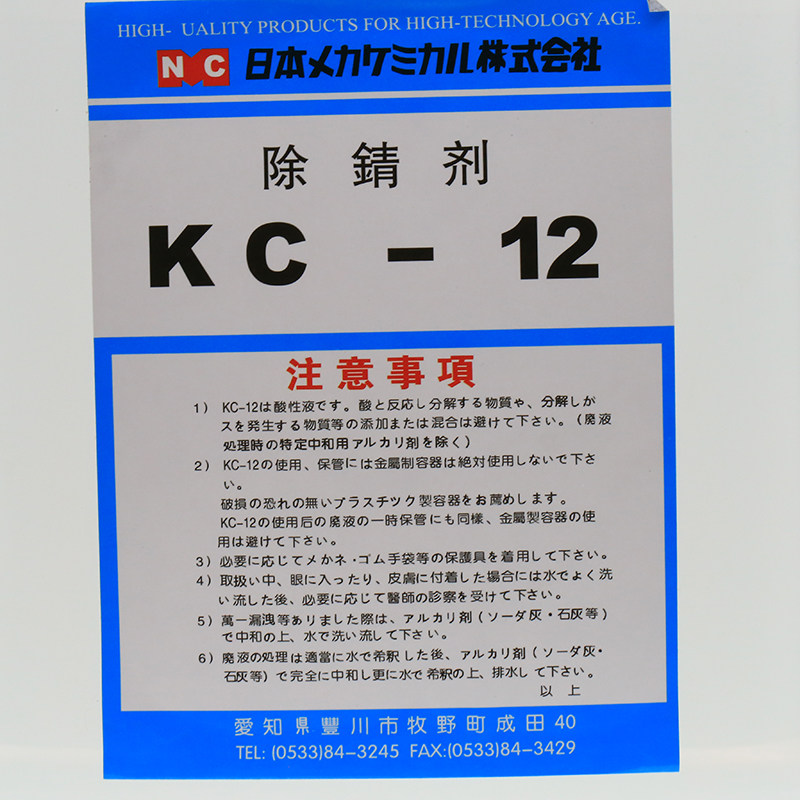 HIGH- UALITY PRODUCTS FOR HIGH-TECHNOLOGY AGE.
NC 日本メカケミカル株式会社
除錆剤
KC-12
注意事項
1) KC-12は酸性液です。酸と反応し分解する物質や、分解しガ
スを発生する物質等の添加または混合は避けて下さい。(廃液
処理時の特定中和用アルカリ剤を除く)
2) KC-12の使用、保管には金属制容器は絶対使用しないで下さ
い。
破損の恐れの無いプラスチック製容器をお薦めします。
KC-12の使用后の廃液の一時保管にも同様、金属製容器の使
用は避けて下さい。
3) 必要に応じてメかネ・ゴム手袋等の保護具を着用して下さい。
4) 取扱い中、眼に入ったり、皮膚に付着した場合には水でよく洗
い流した後、必要に応じて醫師の診察を受けて下さい。
5) 萬一漏洩等ありました際は、アルカリ剤(ソーダ灰・石灰等)
で中和の上、水で洗い流して下さい。
6) 廃液の処理は適當に水で希釈した後、アルカリ剤(ソーダ灰・
石灰等)で完全に中和し更に水で希釈の上、排水して下さい。
以上
愛知県豐川市牧野町成田40
TEL: (0533)84-3245 FAX:(0533)84-3429